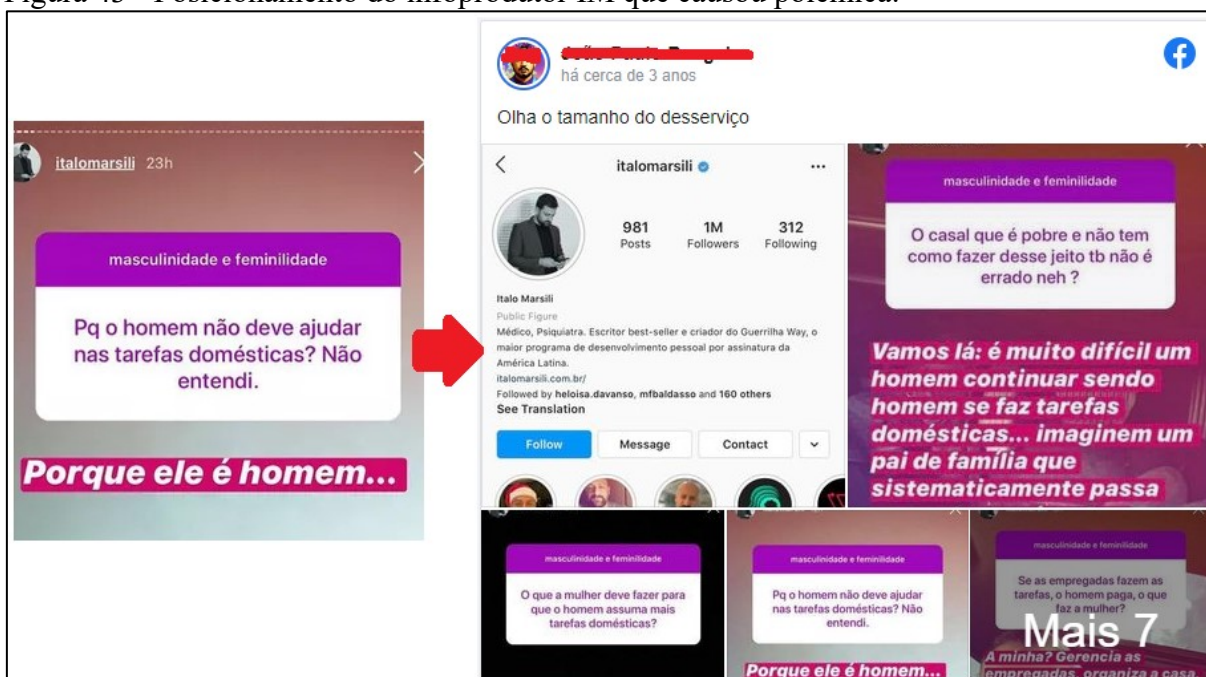 Figura 45 - Posicionamento do infoprodutor IM que causou polêmica.
italomarsili 23h
masculinidade e feminilidade
Pq o homem não deve ajudar
nas tarefas domésticas? Não
entendi.
Porque ele é homem...
há cerca de 3 anos
Olha o tamanho do desserviço
italomarsili
981 1M 312
Posts Followers Following
Italo Marsili
Public Figure
Médico, Psiquiatra. Escritor best-seller e criador do Guerrilha Way, o
maior programa de desenvolvimento pessoal por assinatura da
América Latina.
italomarsili.com.br/
Followed by heloisa.davanso, mfbaldasso and 160 others
See Translation
Follow Message Contact
masculinidade e feminilidade
O casal que é pobre e não tem
como fazer desse jeito tb não é
errado neh ?
Vamos lá: é muito difícil um
homem continuar sendo
homem se faz tarefas
domésticas... imaginem um
pai de família que
sistematicamente passa
masculinidade e feminilidade
O que a mulher deve fazer para
que o homem assuma mais
tarefas domésticas?
masculinidade e feminilidade
Pq o homem não deve ajudar
nas tarefas domésticas? Não
entendi.
Porque ele é homem...
masculinidade e feminilidade
Se as empregadas fazem as
tarefas, o homem paga, o que
faz a mulher?
Mais 7
A minha? Gerencia as
empregadas, organiza a casa